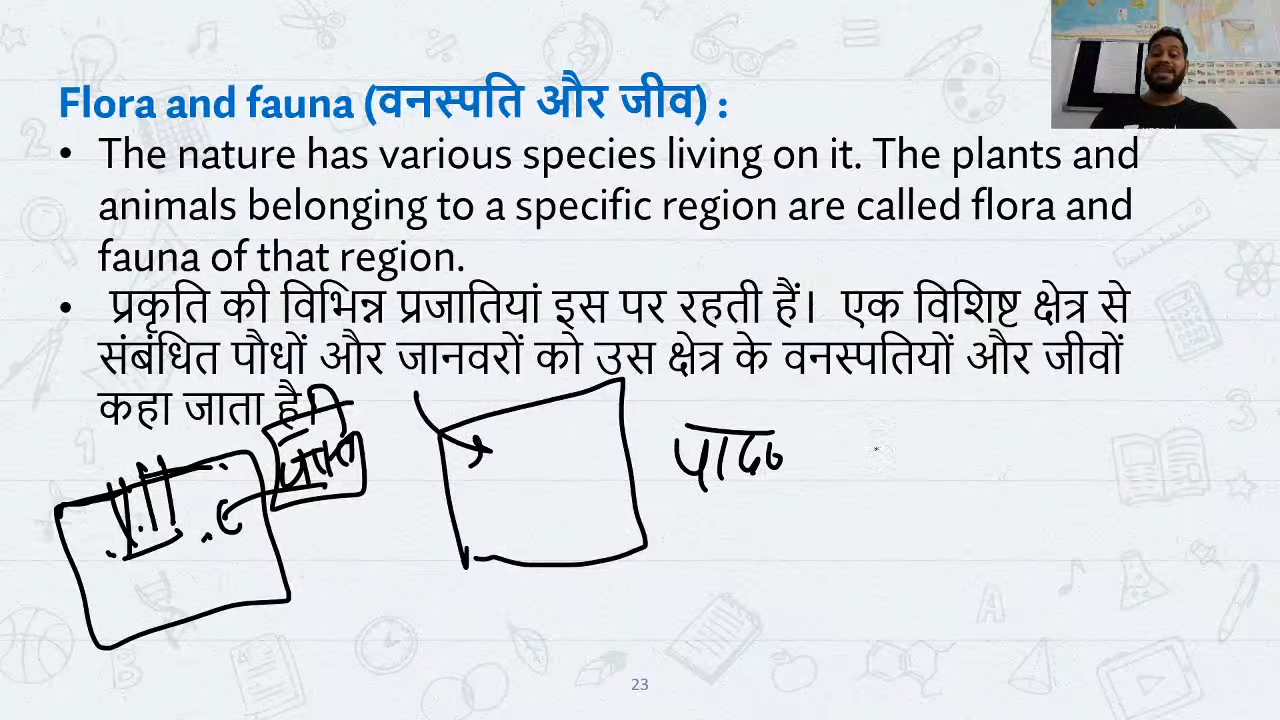 Flora and fauna (वनस्पति और जीव) :
• The nature has various species living on it. The plants and
animals belonging to a specific region are called flora and
fauna of that region.
• प्रकृति की विभिन्न प्रजातियां इस पर रहती हैं। एक विशिष्ट क्षेत्र से
संबंधित पौधों और जानवरों को उस क्षेत्र के वनस्पतियों और जीवों
कहा जाता है।
23